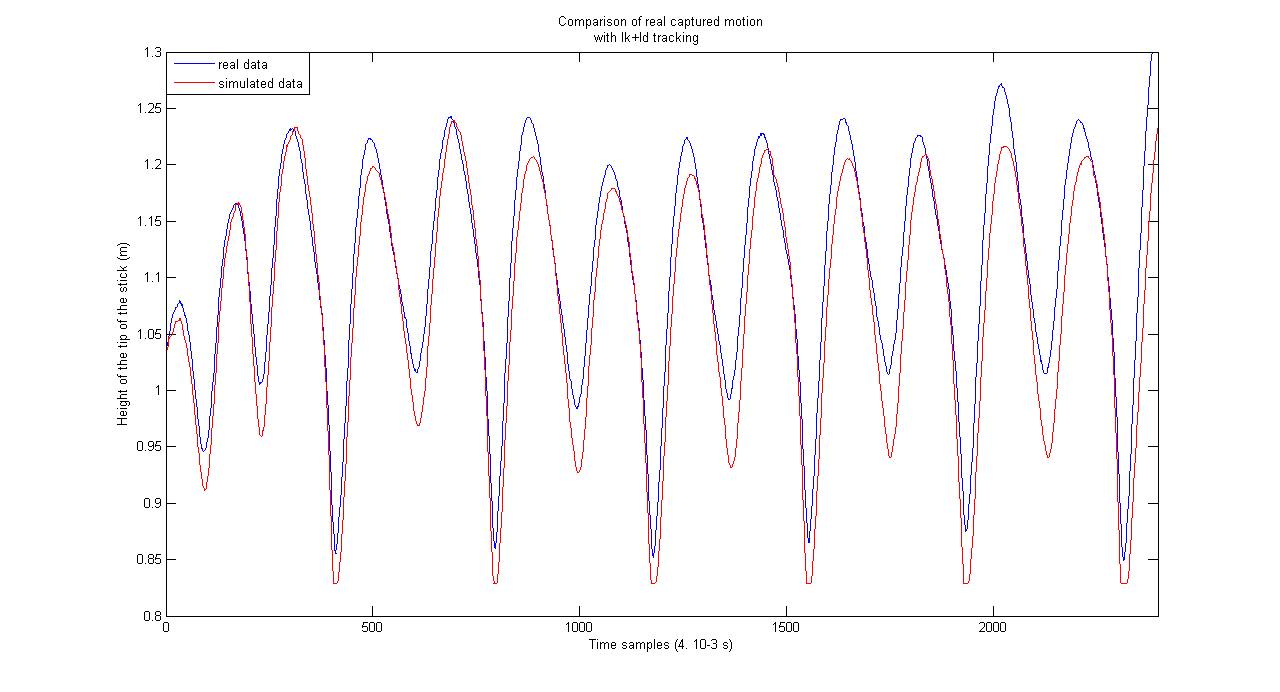 Comparison of real captured motion
with Ik+Id tracking
1.3
real data
simulated data
1.25
1.2
1.15
1.1
1.05
1
0.95
0.9
0.85
0.8
Height of the tip of the stick (m)
0
500
1000
1500
2000
Time samples (4. 10-3 s)